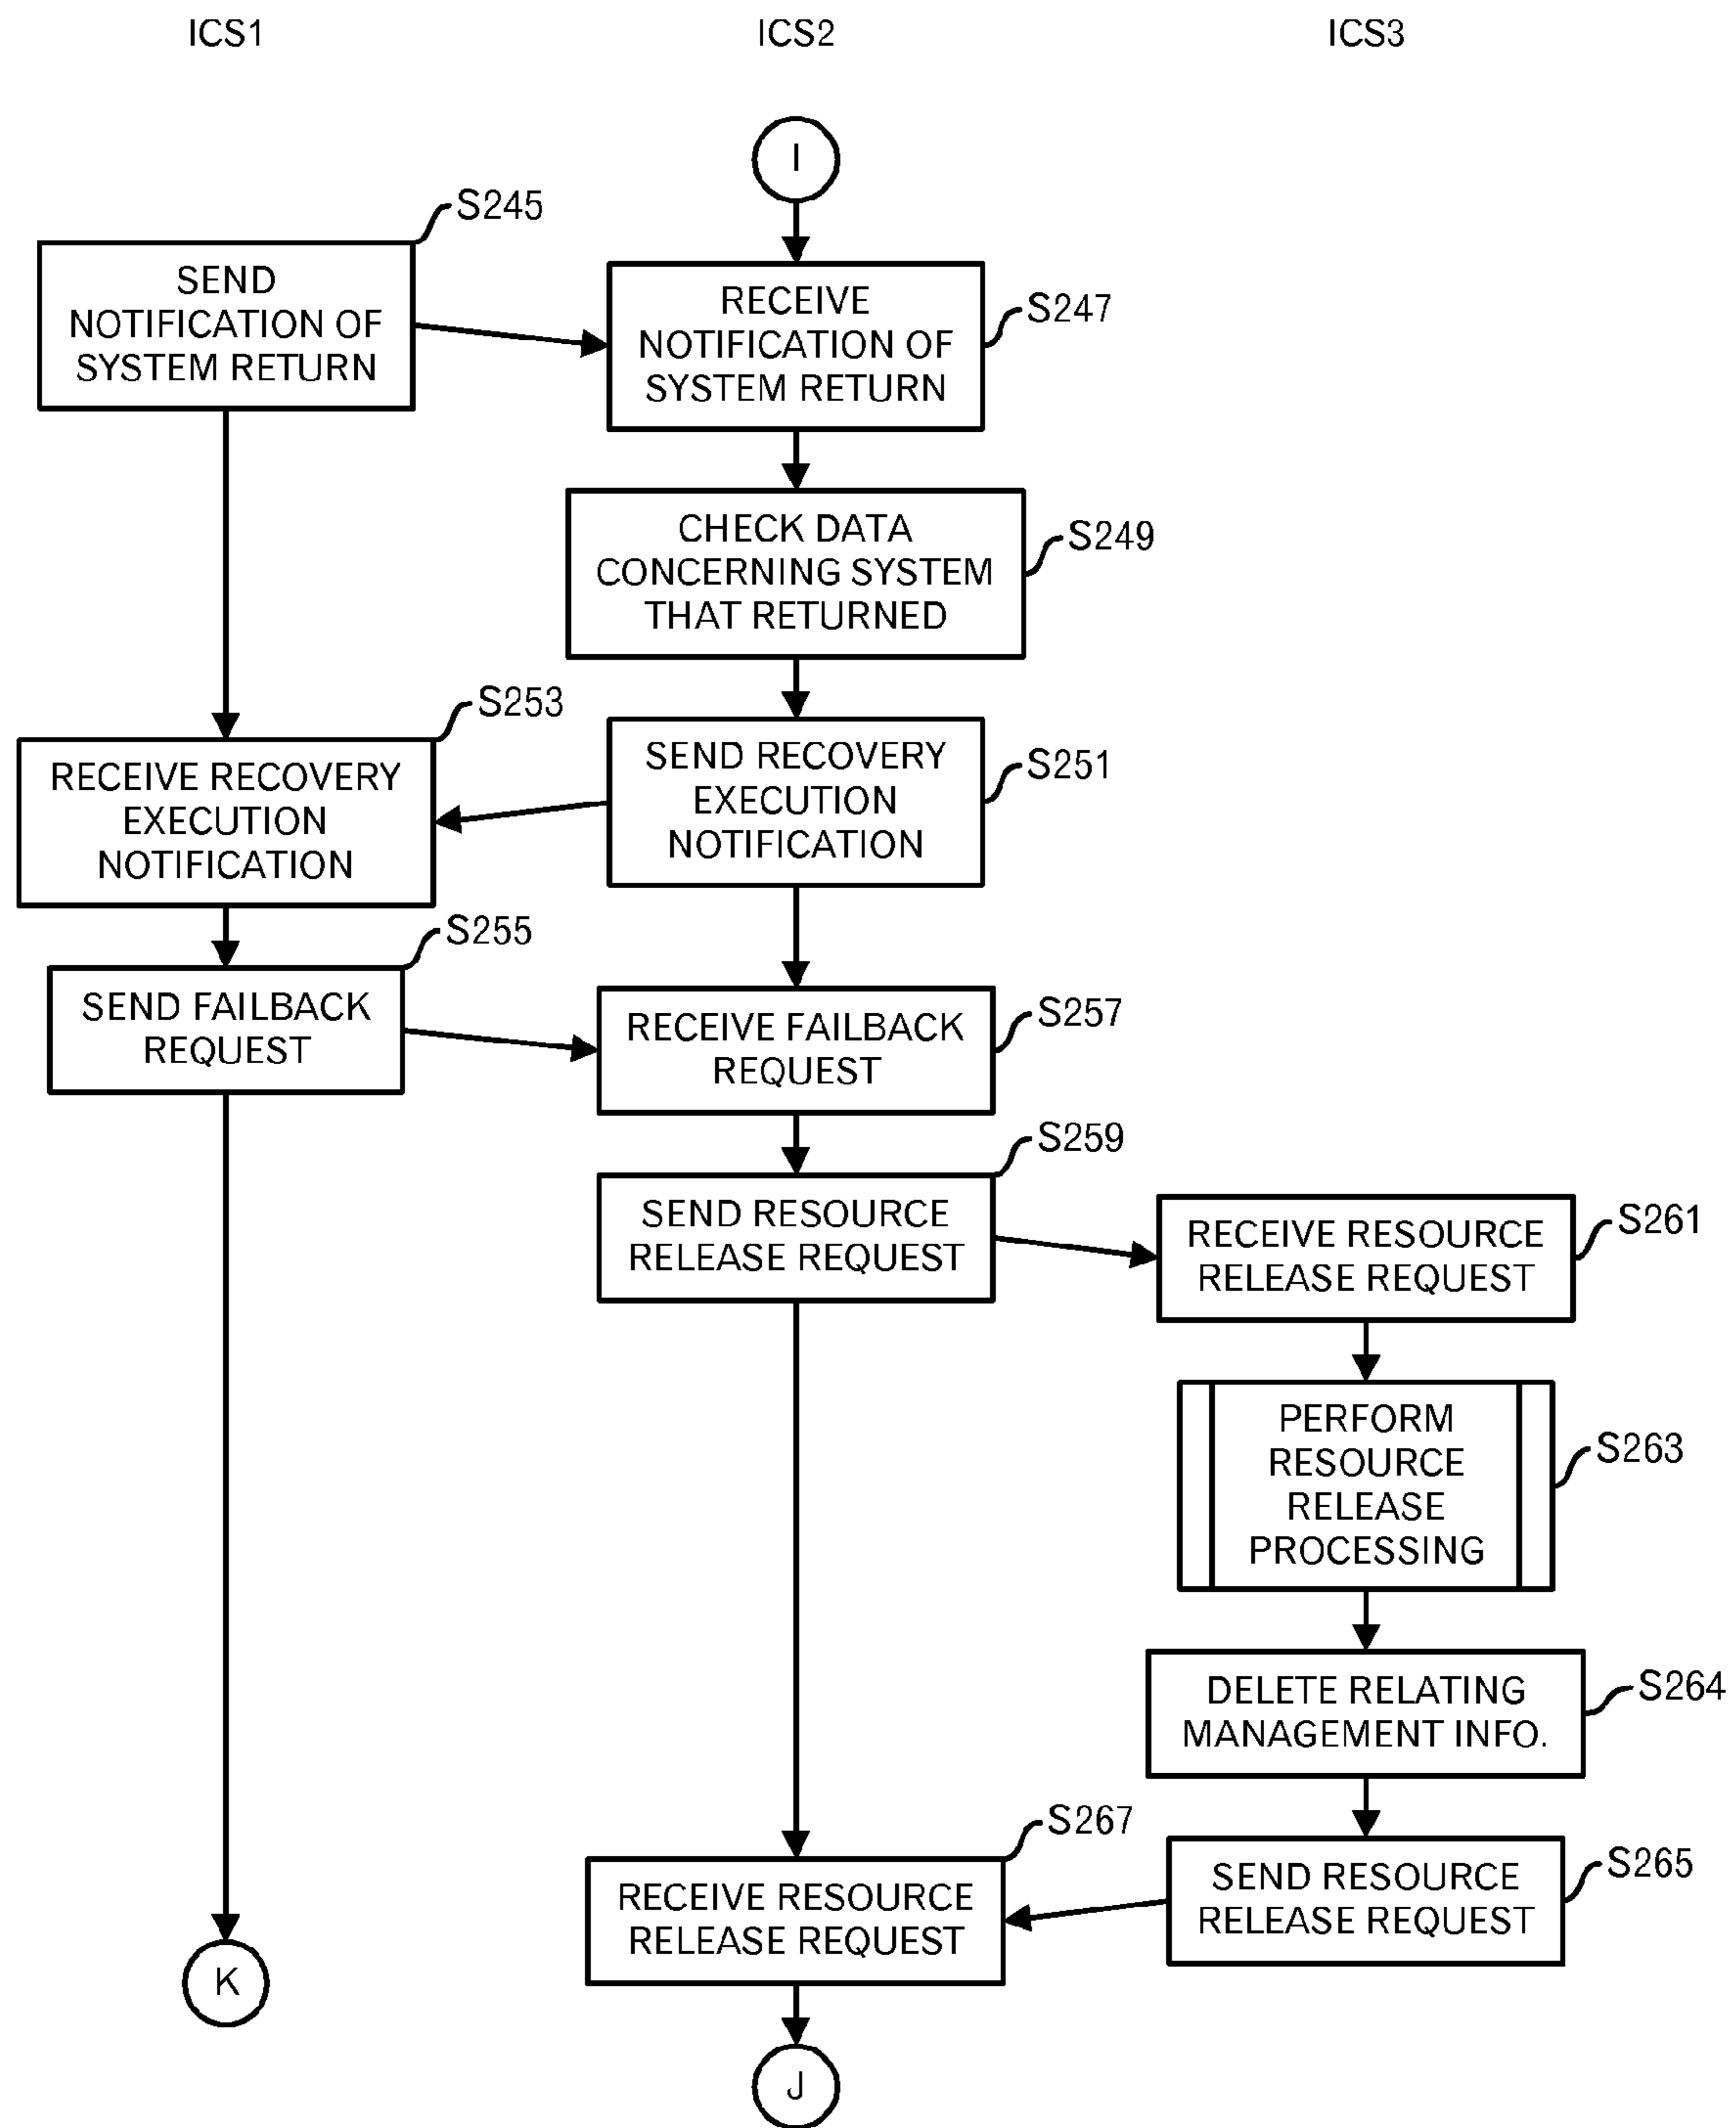 ICS1
ICS2
ICS3
I
S245
SEND
NOTIFICATION OF
SYSTEM RETURN
RECEIVE
NOTIFICATION OF
SYSTEM RETURN
S247
CHECK DATA
CONCERNING SYSTEM
THAT RETURNED
S249
S253
RECEIVE RECOVERY
EXECUTION
NOTIFICATION
SEND RECOVERY
EXECUTION
NOTIFICATION
S251
S255
SEND FAILBACK
REQUEST
RECEIVE FAILBACK
REQUEST
S257
S259
SEND RESOURCE
RELEASE REQUEST
RECEIVE RESOURCE
RELEASE REQUEST
S261
PERFORM
RESOURCE
RELEASE
PROCESSING
S263
DELETE RELATING
MANAGEMENT INFO.
S264
S267
RECEIVE RESOURCE
RELEASE REQUEST
SEND RESOURCE
RELEASE REQUEST
S265
K
J